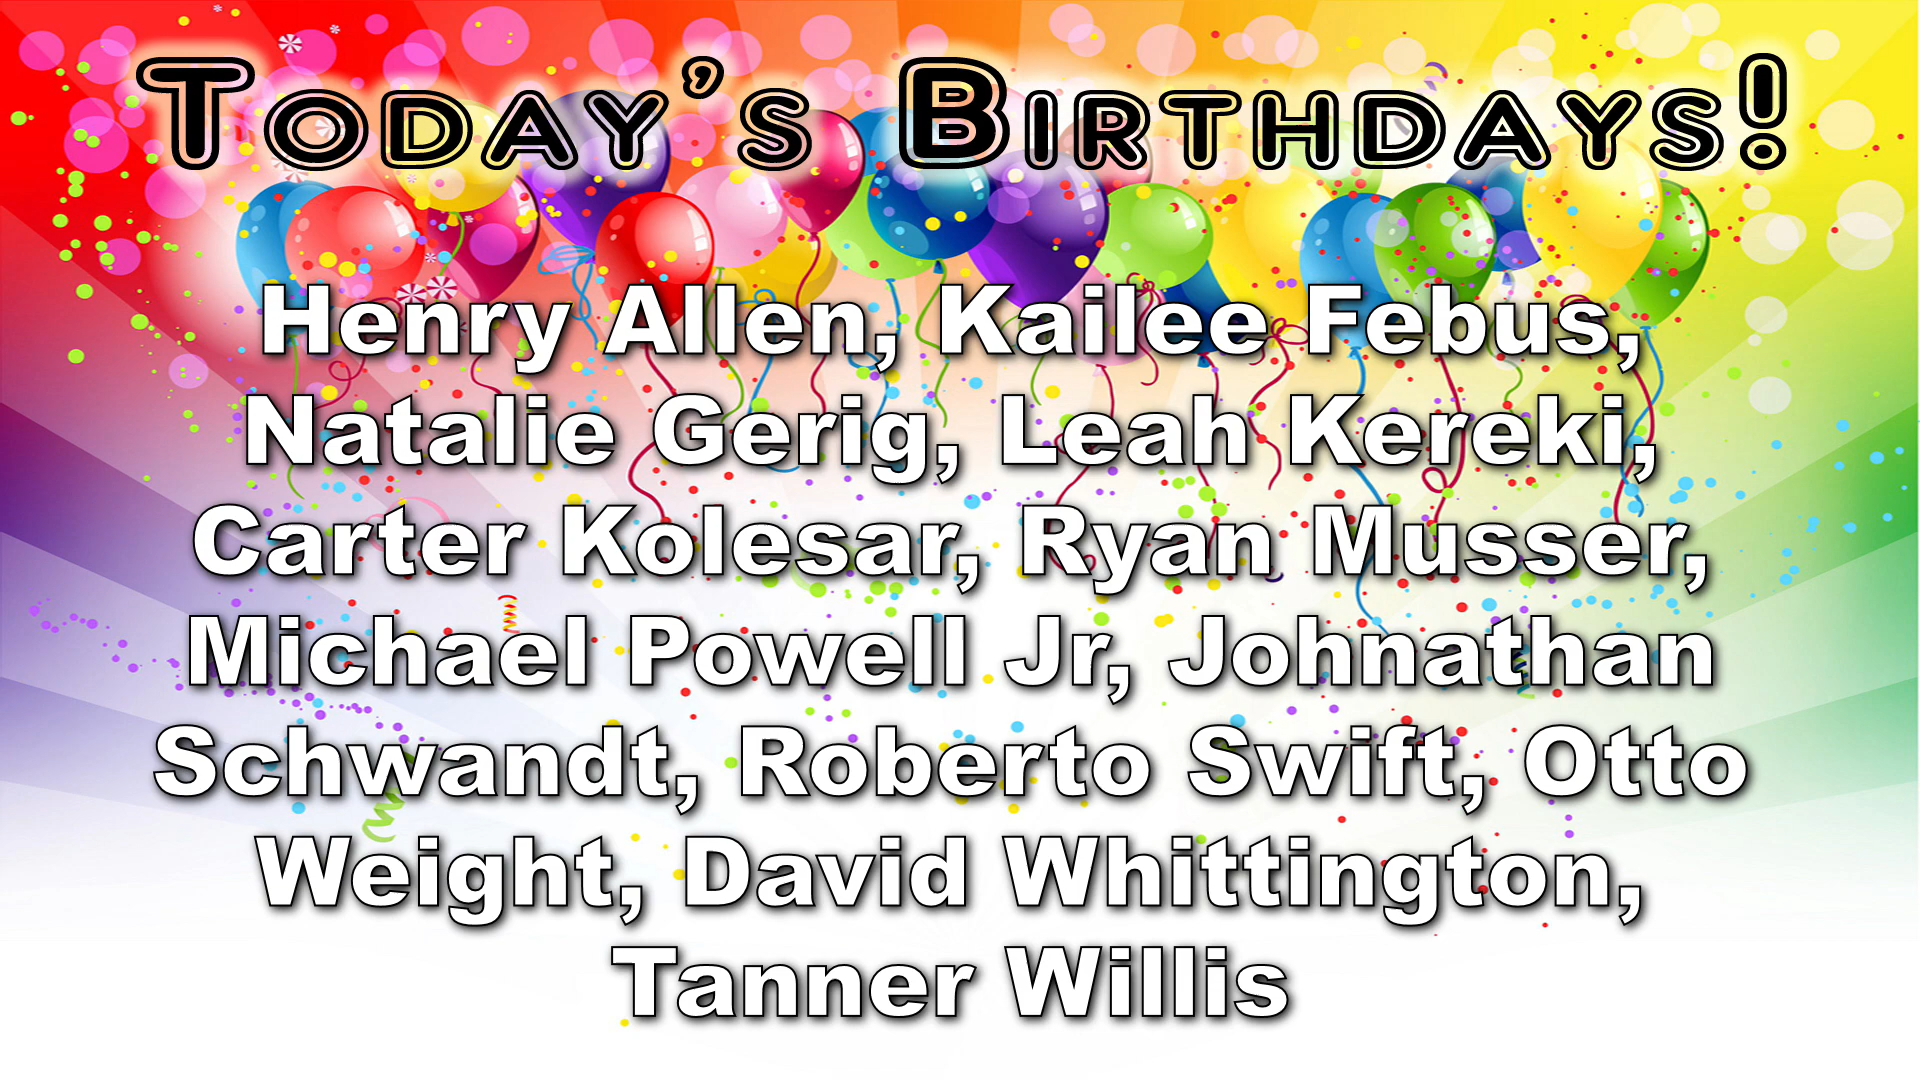 Today's Birthdays!
Henry Allen, Kailee Febus,
Natalie Gerig, Leah Kereki,
Carter Kolesar, Ryan Musser,
Michael Powell Jr, Johnathan
Schwandt, Roberto Swift, Otto
Weight, David Whittington,
Tanner Willis